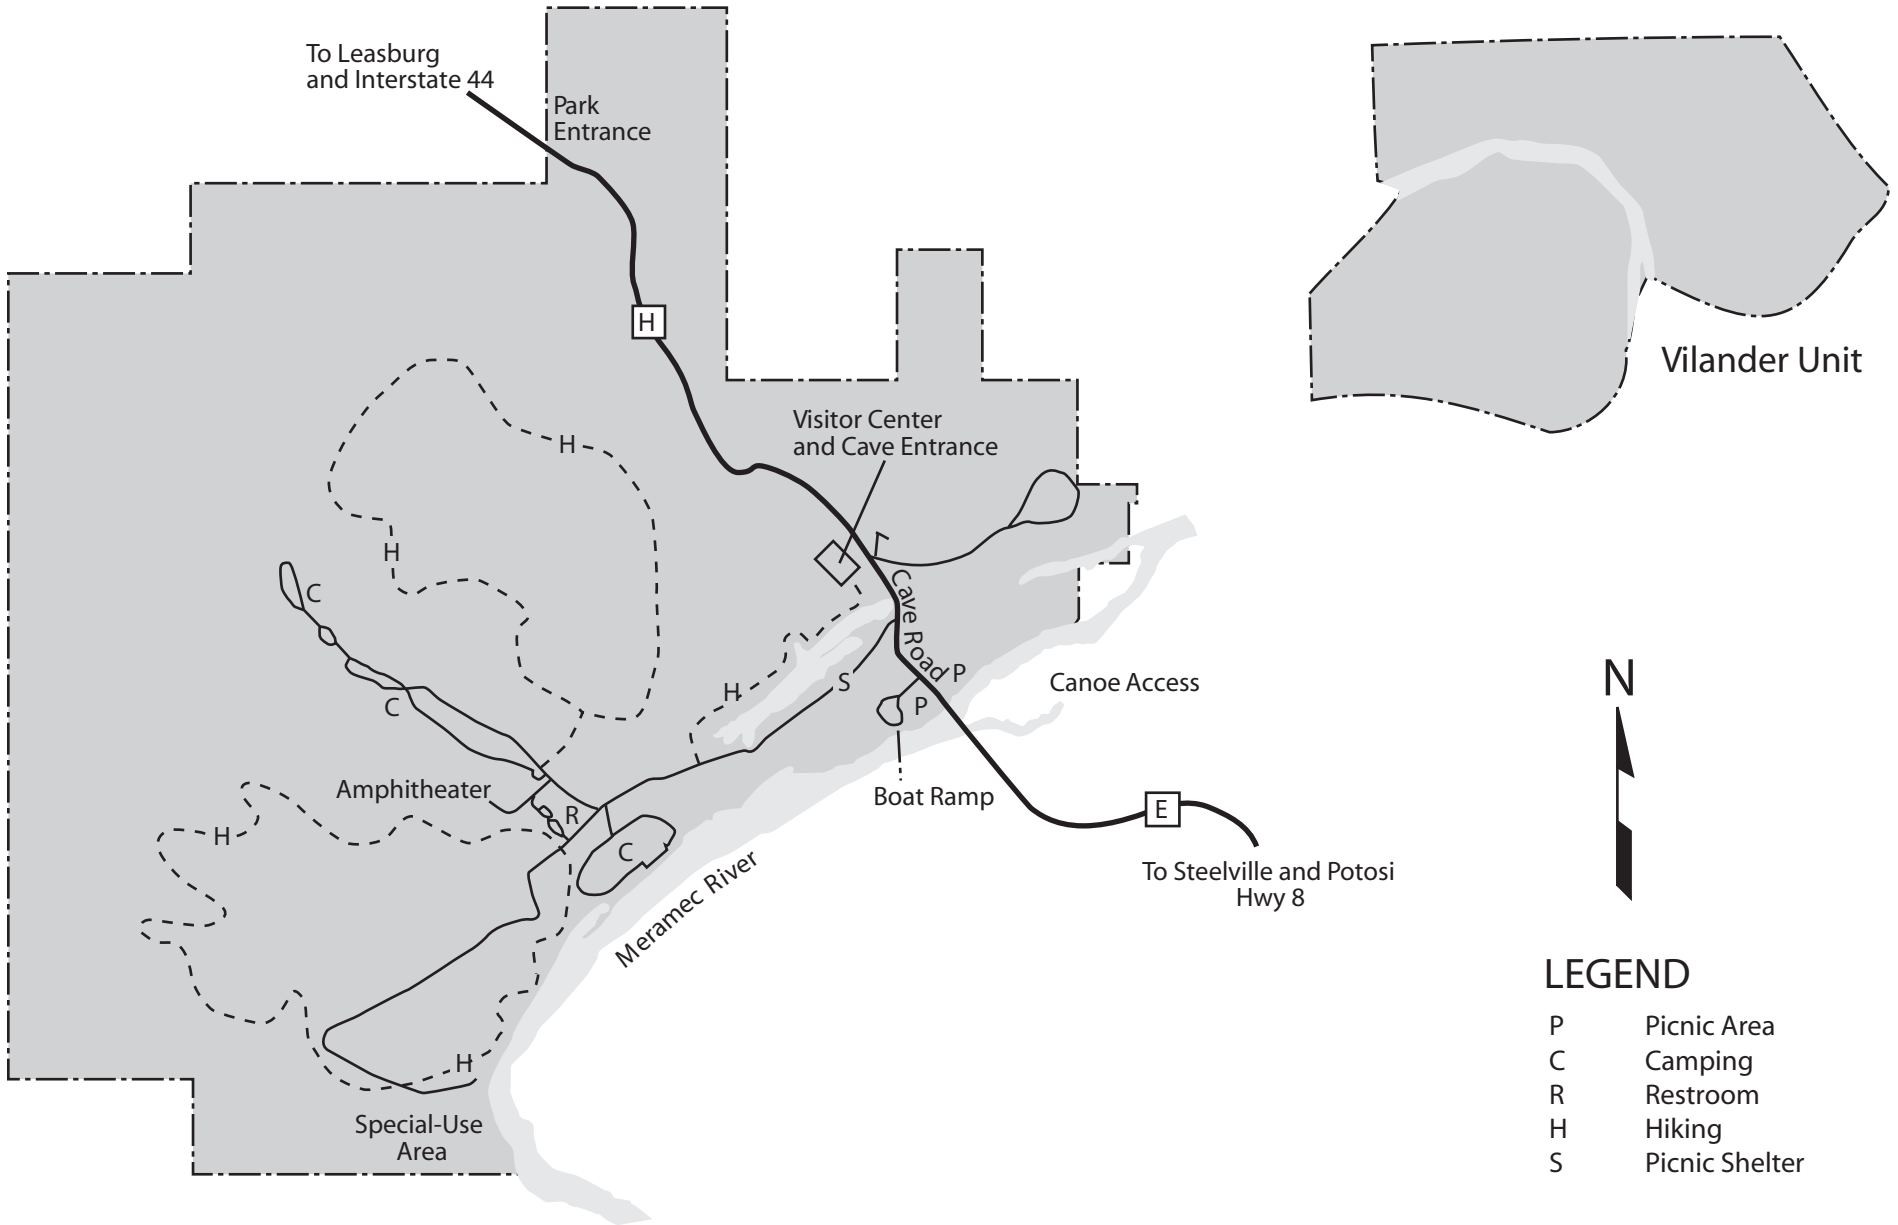 To Leasburg
and Interstate 44
Park
Entrance
H
Vilander Unit
Visitor Center
and Cave Entrance
H
H
C
Cave Road
P
P
S
H
C
Canoe Access
N
Amphitheater
R
Boat Ramp
E
H
C
Meramec River
To Steelville and Potosi
Hwy 8
H
Special-Use
Area
LEGEND
P Picnic Area
C Camping
R Restroom
H Hiking
S Picnic Shelter